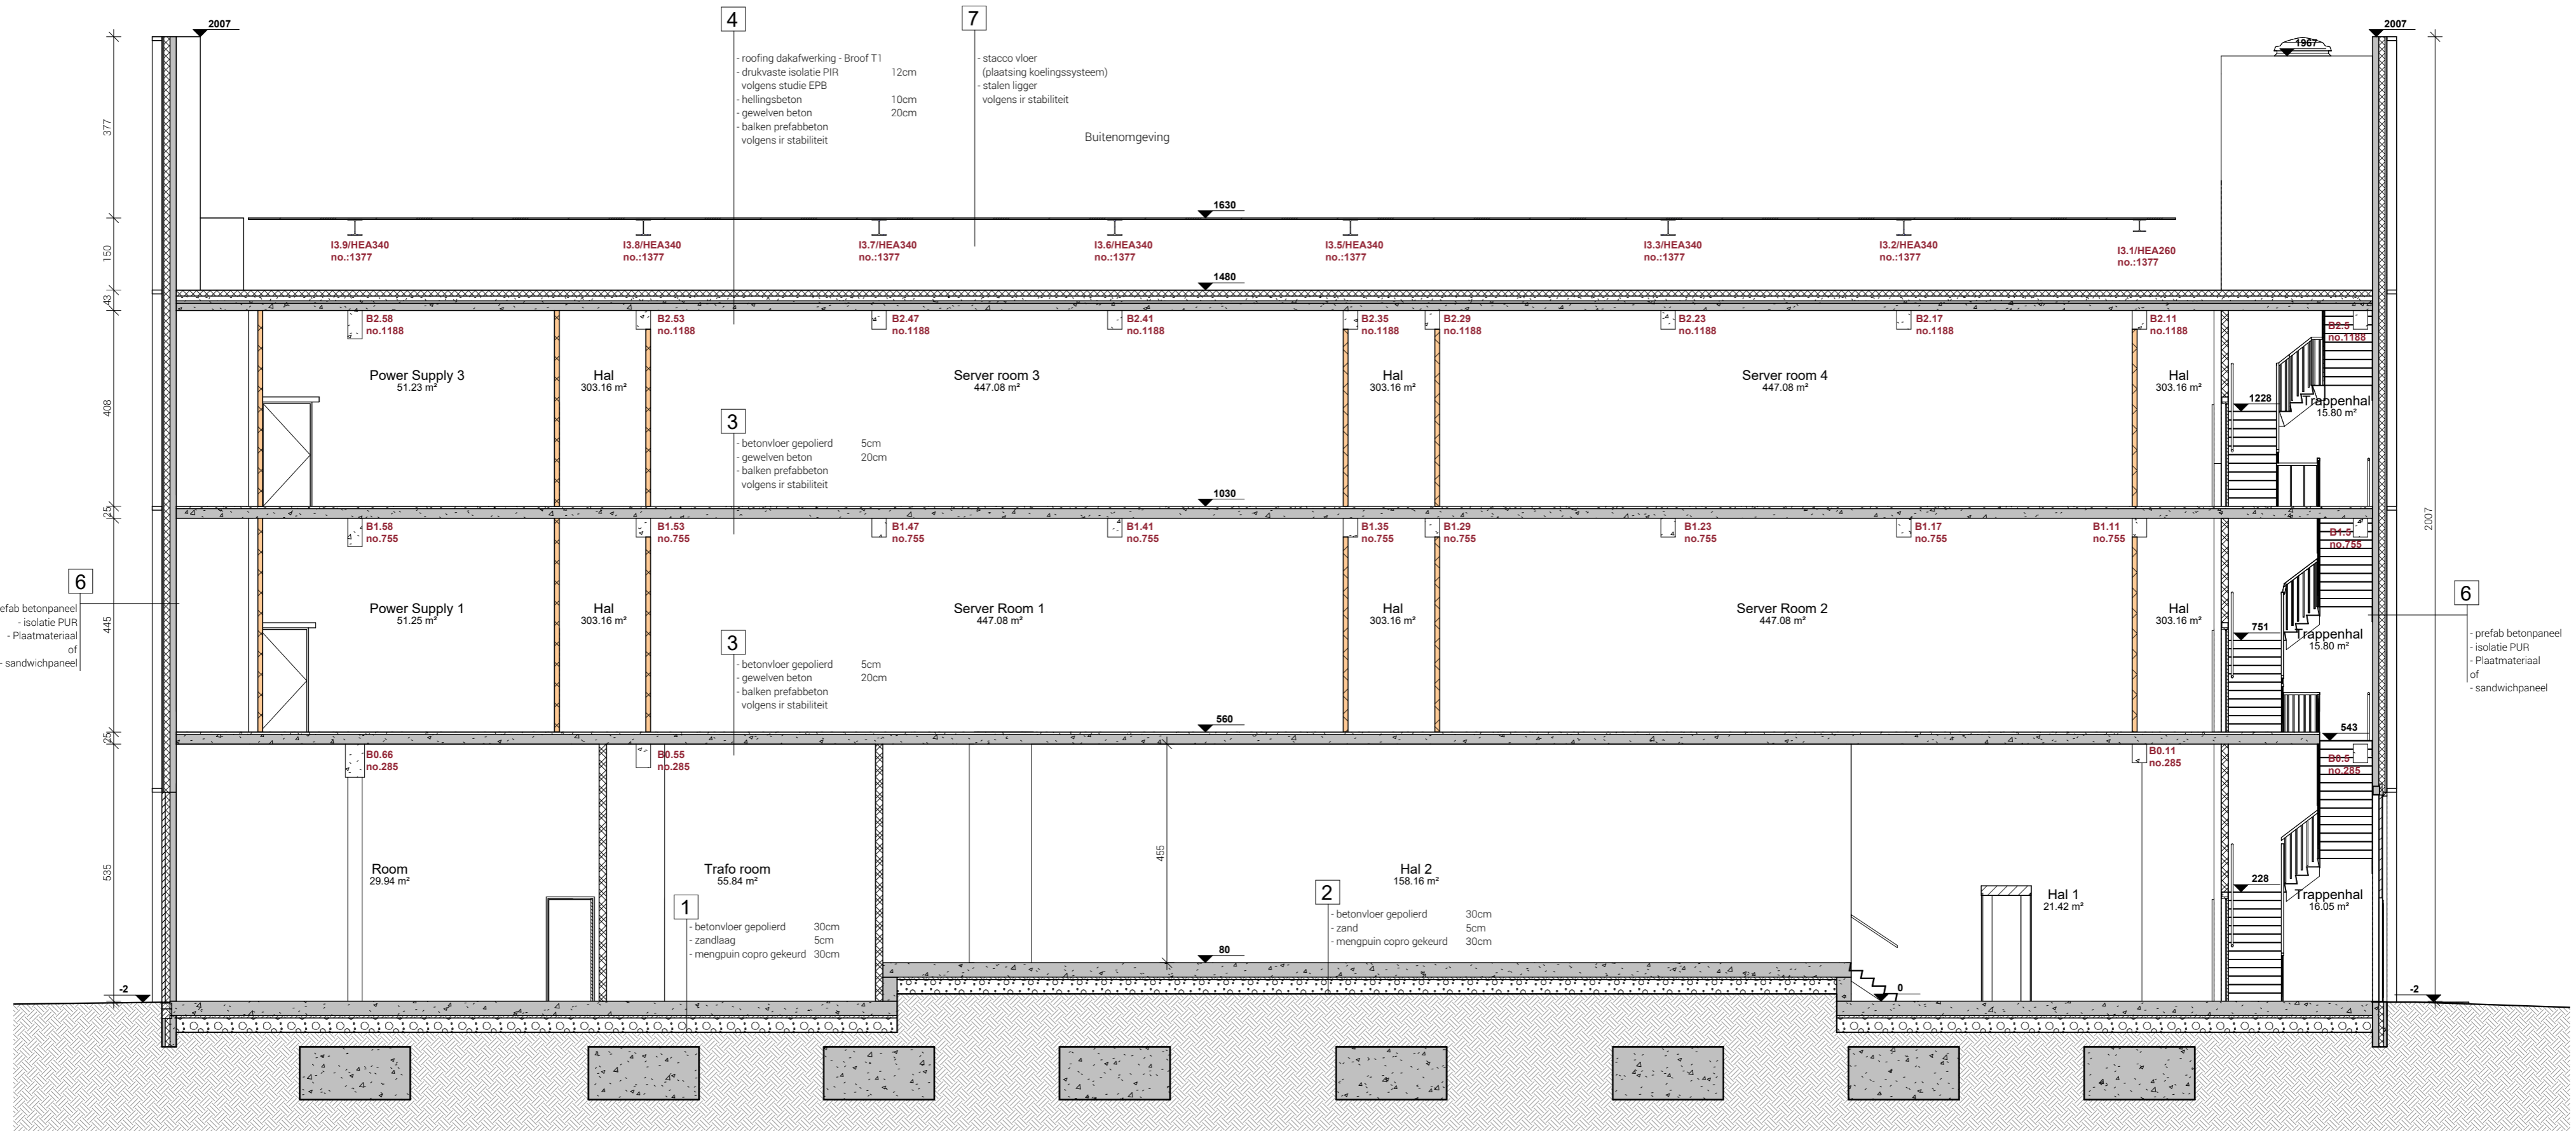 2007
4
7
2007
1967
- roofing dakafwerking - Broof T1
- drukvaste isolatie PIR 12cm
volgens studie EPB
- hellingsbeton 10cm
- gewelven beton 20cm
- balken prefabbeton
volgens ir stabiliteit
- stacco vloer
(plaatsing koelingssysteem)
- stalen ligger
volgens ir stabiliteit
Buitenomgeving
377
1630
I3.9/HEA340
no.:1377
I3.8/HEA340
no.:1377
I3.7/HEA340
no.:1377
I3.6/HEA340
no.:1377
I3.5/HEA340
no.:1377
I3.3/HEA340
no.:1377
I3.2/HEA340
no.:1377
I3.1/HEA260
no.:1377
150
1480
43
B2.58
no.1188
B2.53
no.1188
B2.47
no.1188
B2.41
no.1188
B2.35
no.1188
B2.29
no.1188
B2.23
no.1188
B2.17
no.1188
B2.11
no.1188
B2.5
no.1188
Power Supply 3
51.23 m²
Hal
303.16 m²
Server room 3
447.08 m²
Hal
303.16 m²
Server room 4
447.08 m²
Hal
303.16 m²
1228
Trappenhal
15.80 m²
408
3
- betonvloer gepolierd 5cm
- gewelven beton 20cm
- balken prefabbeton
volgens ir stabiliteit
1030
25
B1.58
no.755
B1.53
no.755
B1.47
no.755
B1.41
no.755
B1.35
no.755
B1.29
no.755
B1.23
no.755
B1.17
no.755
B1.11
no.755
B1.5
no.755
2007
6
efab betonpaneel
- isolatie PUR
- Plaatmateriaal
of
- sandwichpaneel
445
Power Supply 1
51.25 m²
Hal
303.16 m²
Server Room 1
447.08 m²
Hal
303.16 m²
Server Room 2
447.08 m²
Hal
303.16 m²
751
Trappenhal
15.80 m²
6
- prefab betonpaneel
- isolatie PUR
- Plaatmateriaal
of
- sandwichpaneel
3
- betonvloer gepolierd 5cm
- gewelven beton 20cm
- balken prefabbeton
volgens ir stabiliteit
560
543
25
B0.66
no.285
B0.55
no.285
B0.11
no.285
B0.5
no.285
535
455
Room
29.94 m²
Trafo room
55.84 m²
Hal 2
158.16 m²
Hal 1
21.42 m²
228
Trappenhal
16.05 m²
1
- betonvloer gepolierd 30cm
- zandlaag 5cm
- mengpuin copro gekeurd 30cm
2
- betonvloer gepolierd 30cm
- zand 5cm
- mengpuin copro gekeurd 30cm
80
0
-2
-2